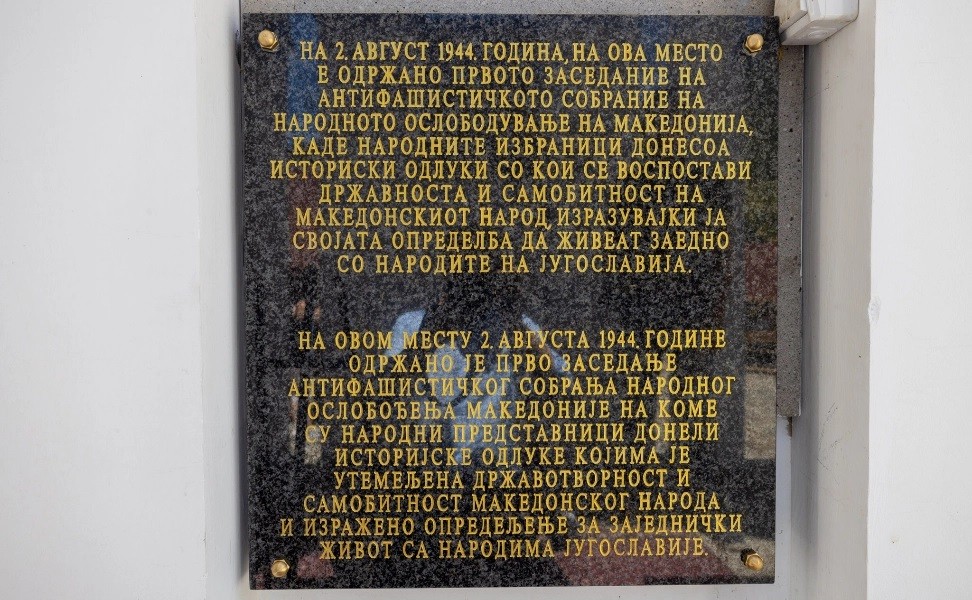 НА 2. АВГУСТ 1944. ГОДИНА, НА ОВА МЕСТО
Е ОДРЖАНО ПРВОТО ЗАСЕДАНИЕ НА
АНТИФАШИСТИЧКОТО СОБРАНИЕ НА
НАРОДНОТО ОСЛОБОДУВАЊЕ НА МАКЕДОНИЈА,
КАДЕ НАРОДНИТЕ ИЗБРАНИЦИ ДОНЕСОА
ИСТОРИСКИ ОДЛУКИ СО КОИ СЕ ВОСПОСТАВИ
ДРЖАВНОСТА И САМОБИТНОСТ НА
МАКЕДОНСКИОТ НАРОД, ИЗРАЗУВАЈКИ ЈА
СВОЈАТА ОПРЕДЕЛБА ДА ЖИВЕАТ ЗАЕДНО
СО НАРОДИТЕ НА ЈУГОСЛАВИЈА.
НА ОВОМ МЕСТУ 2. АВГУСТА 1944. ГОДИНЕ
ОДРЖАНО ЈЕ ПРВО ЗАСЕДАЊЕ
АНТИФАШИСТИЧКОГ СОБРАЊА НАРОДНОГ
ОСЛОБОЂЕЊА МАКЕДОНИЈЕ НА КОМЕ
СУ НАРОДНИ ПРЕДСТАВНИЦИ ДОНЕЛИ
ИСТОРИЈСКЕ ОДЛУКЕ КОЈИМА ЈЕ
УТЕМЕЉЕНА ДРЖАВОТВОРНОСТ И
САМОБИТНОСТ МАКЕДОНСКОГ НАРОДА
И ИЗРАЖЕНО ОПРЕДЕЉЕЊЕ ЗА ЗАЈЕДНИЧКИ
ЖИВОТ СА НАРОДИМА ЈУГОСЛАВИЈЕ.